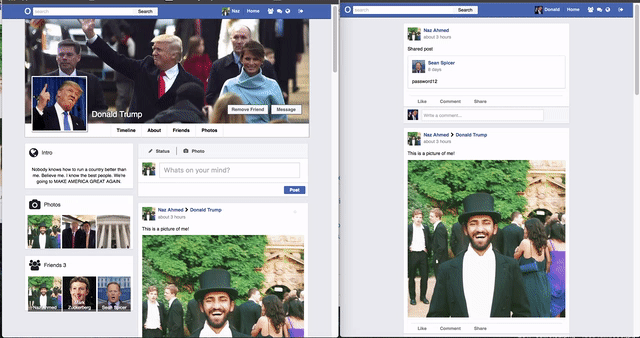 search
Search
Naz
Home
Donald Trump
Remove Friend
Message
Timeline
About
Friends
Photos
Intro
Nobody knows how to run a country better than
me. Believe me. I know the best people. We're
going to MAKE AMERICA GREAT AGAIN.
Photos
Friends 3
Naz Ahmed
Mark
Zuckerberg
Sean Spicer
Status
Photo
Whats on your mind?
Post
Naz Ahmed > Donald Trump
about 3 hours
This is a picture of me!
search
Search
Donald
Home
Naz Ahmed
about 3 hours
Shared post
Sean Spicer
6 days
password12
Like
Comment
Share
Write a comment...
Naz Ahmed > Donald Trump
about 3 hours
This is a picture of me!
Like
Comment
Share